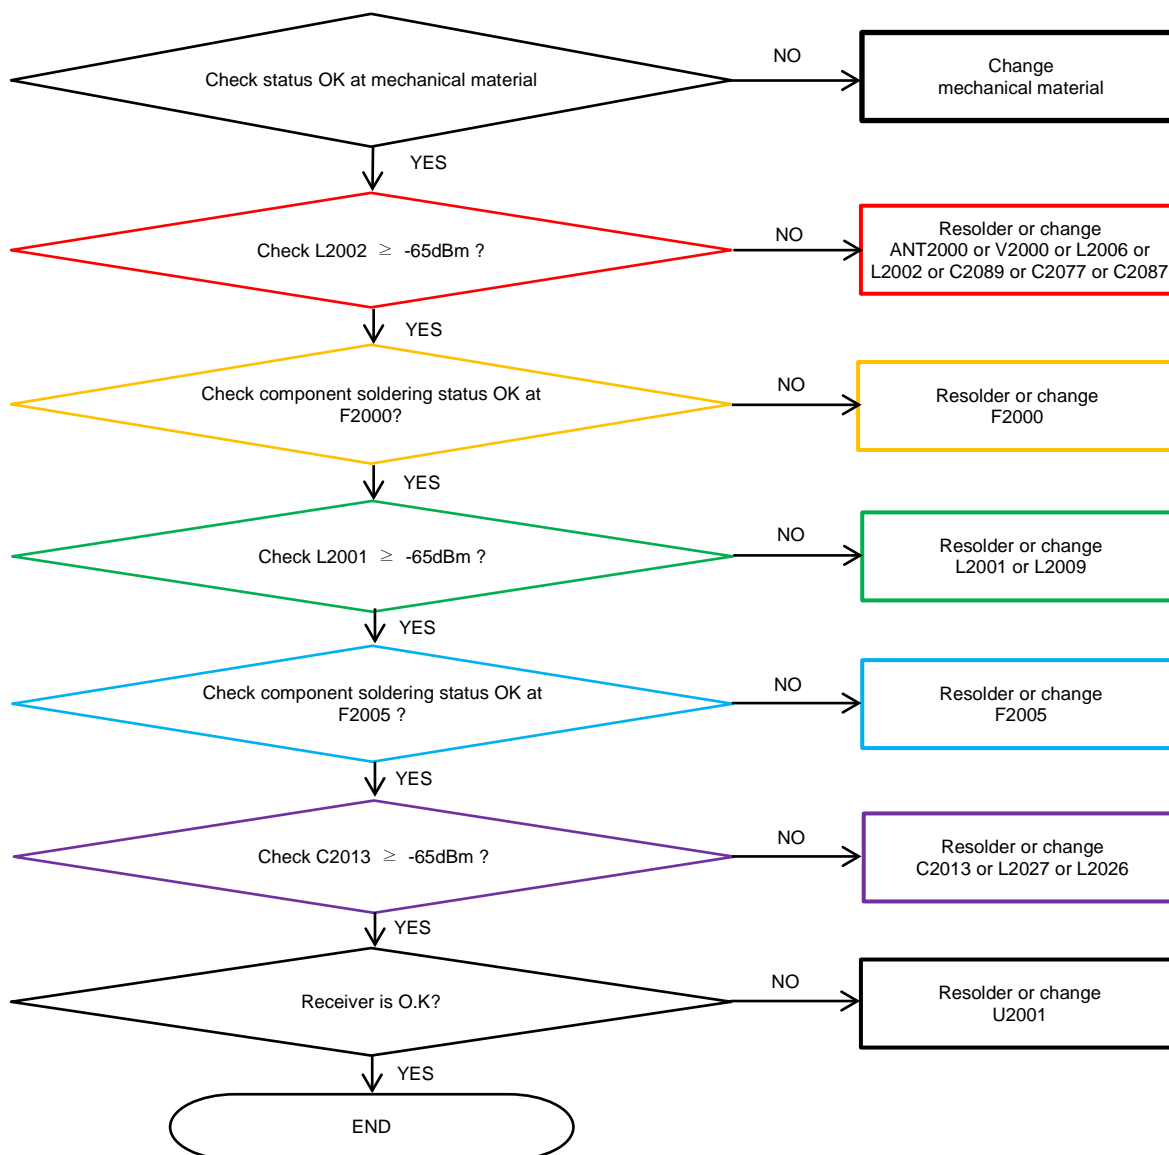 Check status OK at mechanical material
NO
Change
mechanical material
YES
Check L2002 ≥ -65dBm ?
NO
Resolder or change
ANT2000 or V2000 or L2006 or
L2002 or C2089 or C2077 or C2087
YES
Check component soldering status OK at
F2000?
NO
Resolder or change
F2000
YES
Check L2001 ≥ -65dBm ?
NO
Resolder or change
L2001 or L2009
YES
Check component soldering status OK at
F2005 ?
NO
Resolder or change
F2005
YES
Check C2013 ≥ -65dBm ?
NO
Resolder or change
C2013 or L2027 or L2026
YES
Receiver is O.K?
NO
Resolder or change
U2001
YES
END